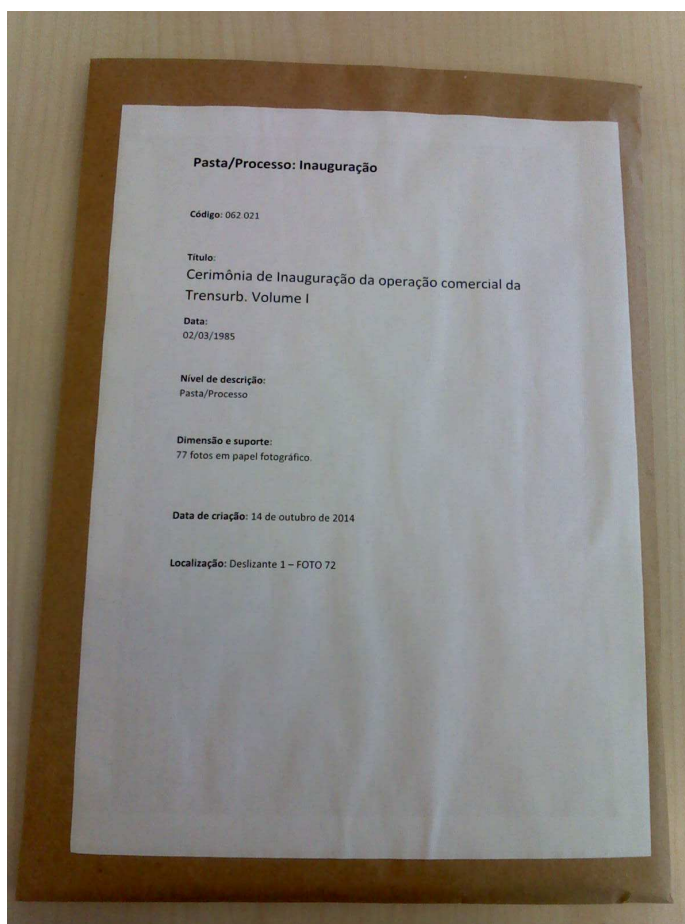 Pasta/Processo: Inauguração
Código: 062.021
Título:
Cerimônia de Inauguração da operação comercial da
Trensurb. Volume I
Data:
02/03/1985
Nível de descrição:
Pasta/Processo
Dimensão e suporte:
77 fotos em papel fotográfico.
Data de criação: 14 de outubro de 2014
Localização: Deslizante 1 – FOTO 72